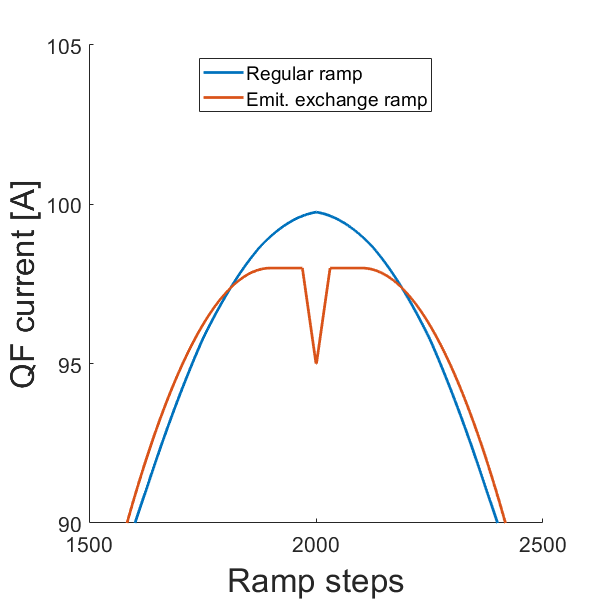 105
Regular ramp
Emit. exchange ramp
100
95
90
QF current [A]
1500
2000
2500
Ramp steps